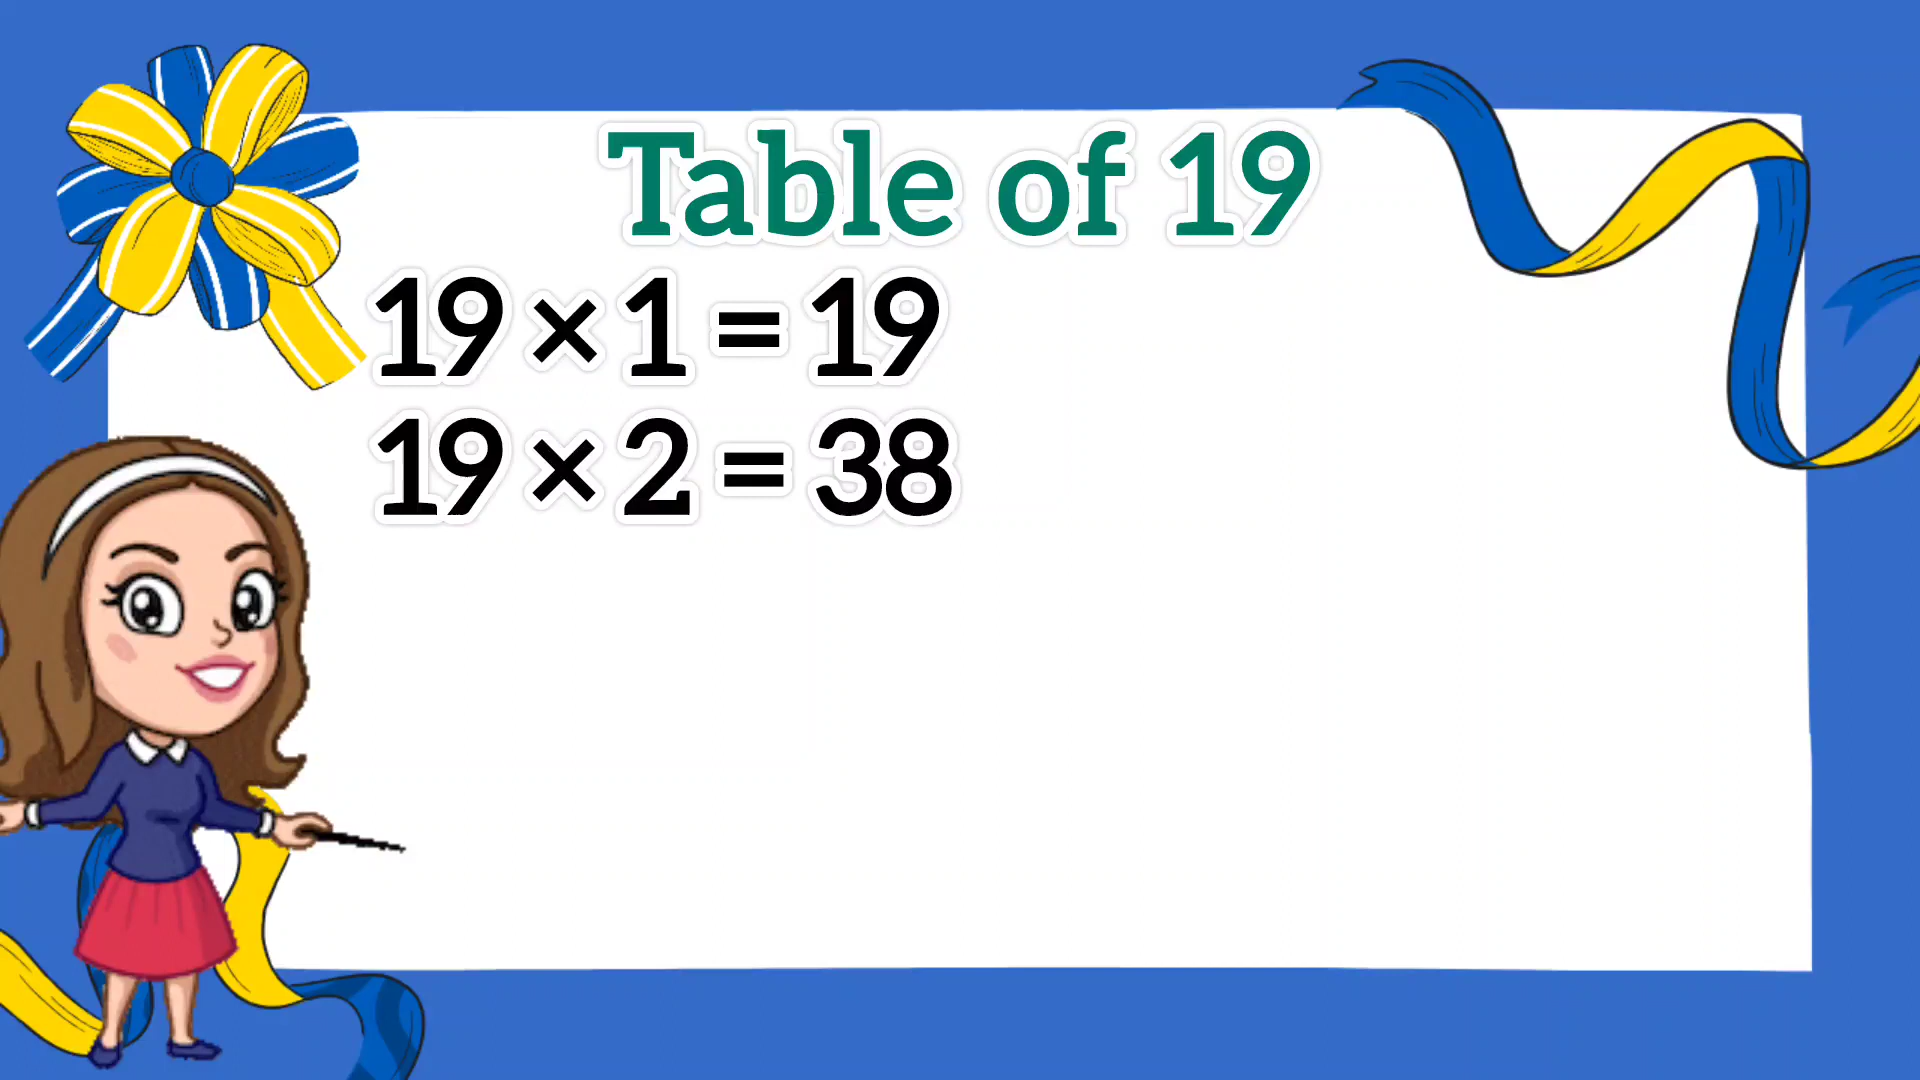 Table of 19
19 × 1 = 19
19 × 2 = 38